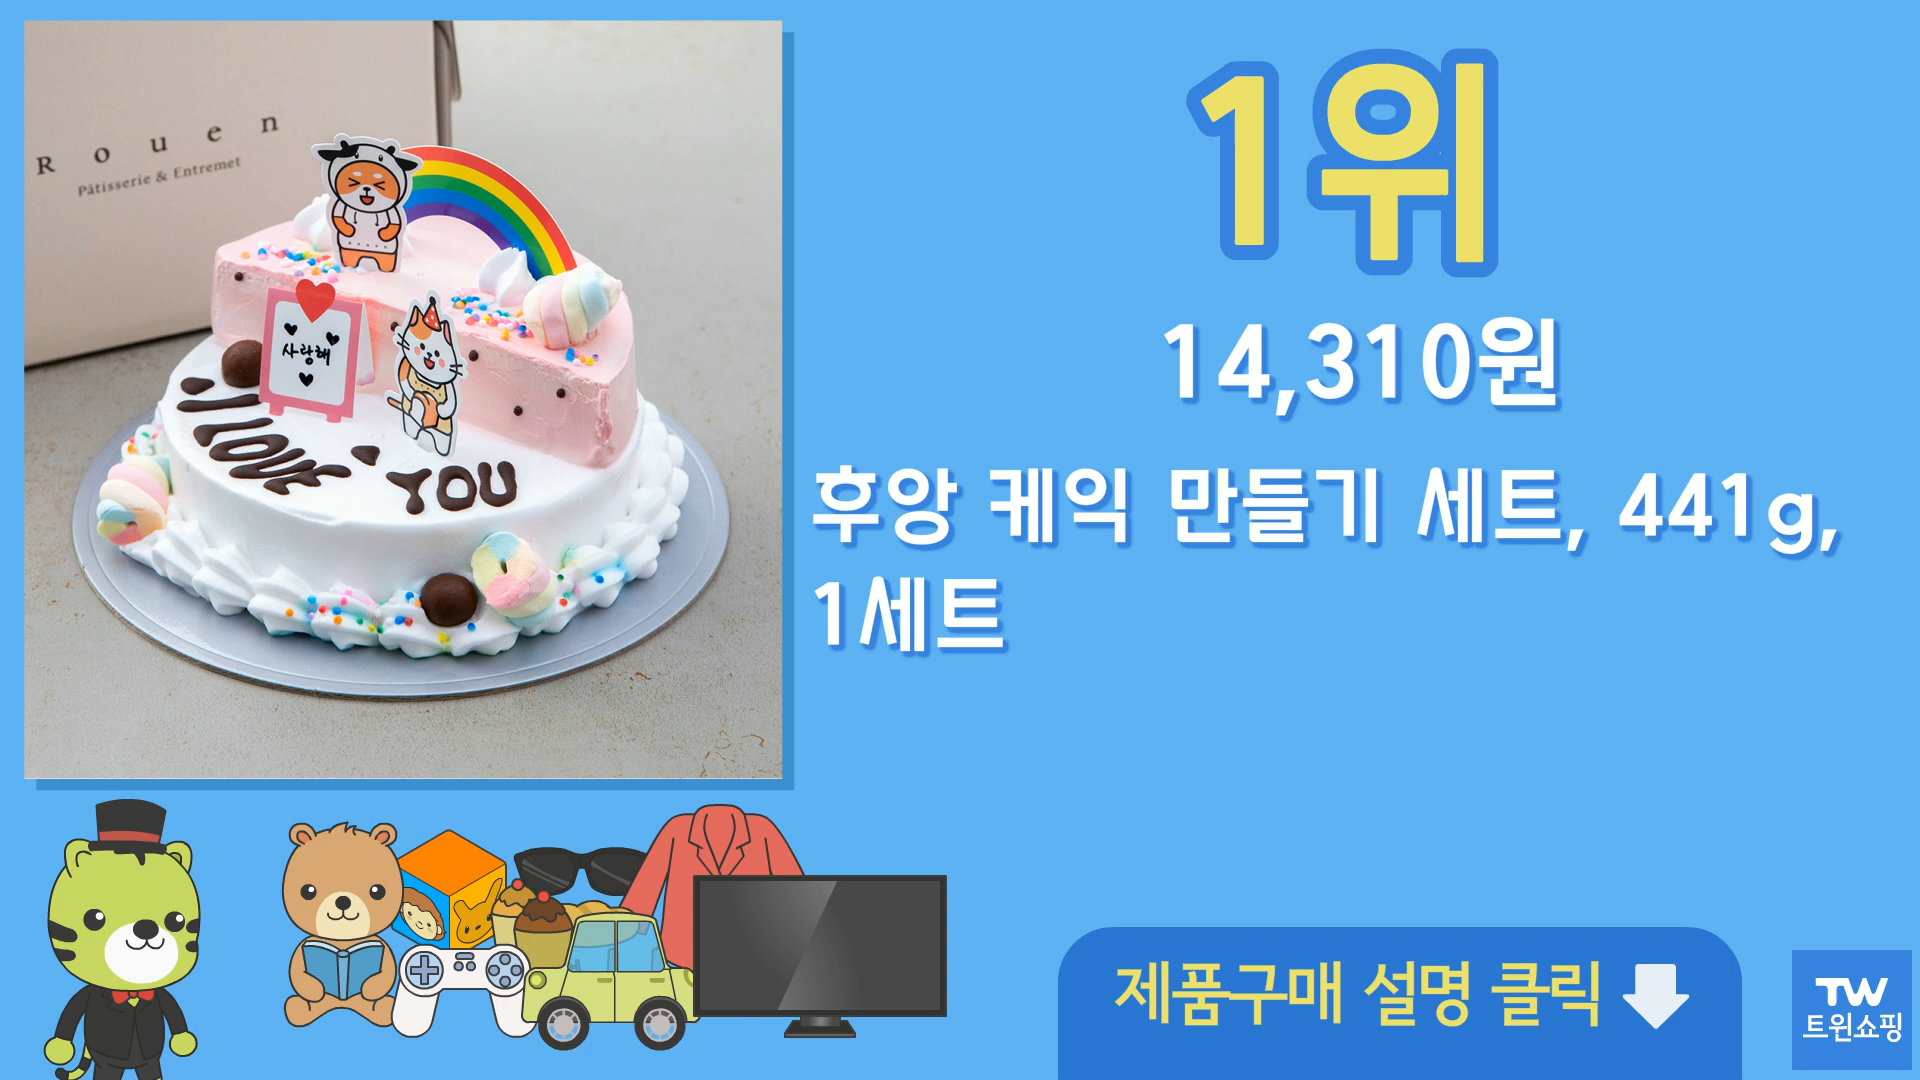 Rouen
Pâtisserie & Entremet
사랑해
I LOVE YOU
1위
14,310원
후앙 케익 만들기 세트, 441g,
1세트
제품구매 설명 클릭
TW
트윈쇼핑